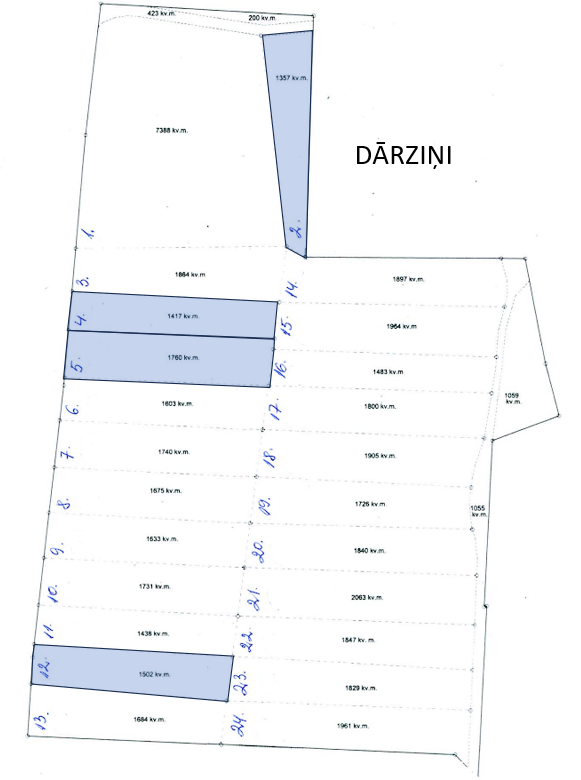 423 kv.m.
200 kv.m.
1357 kv.m.
7388 kv.m.
DĀRZIŅI
1.
2.
3.
1864 kv.m
14.
1897 kv.m.
4.
1417 kv.m.
15.
1964 kv.m
5.
1760 kv.m.
16.
1483 kv.m.
1059
kv.m.
6.
1603 kv.m.
17.
1800 kv.m.
7.
1740 kv.m.
18.
1905 kv.m.
8.
1675 kv.m.
19.
1726 kv.m.
1055
kv.m.
9.
1633 kv.m.
20.
1840 kv.m.
10.
1731 kv.m.
21.
2063 kv.m.
11.
1438 kv.m.
22.
1847 kv.m.
12.
1502 kv.m.
23.
1829 kv.m.
13.
1684 kv.m.
24.
1961 kv.m.